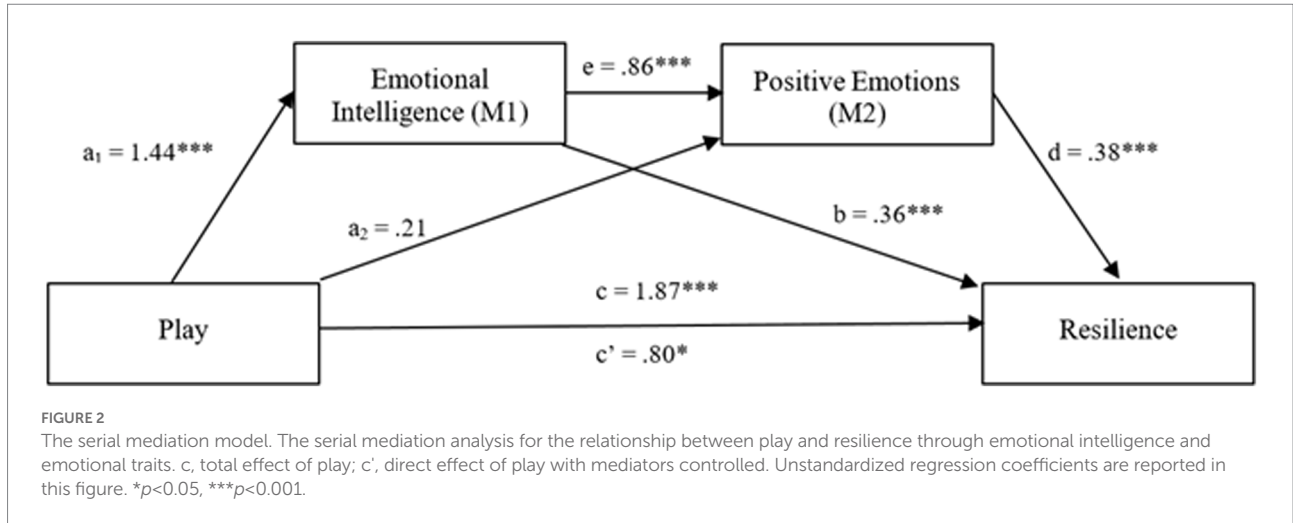 Emotional
Intelligence (M1)
e = .86***
Positive Emotions
(M2)
a₁ = 1.44***
d = .38***
a₂ = .21
b = .36***
Play
c = 1.87***
c’ = .80*
Resilience
FIGURE 2
The serial mediation model. The serial mediation analysis for the relationship between play and resilience through emotional intelligence and
emotional traits. c, total effect of play; c', direct effect of play with mediators controlled. Unstandardized regression coefficients are reported in
this figure. *p<0.05, ***p<0.001.